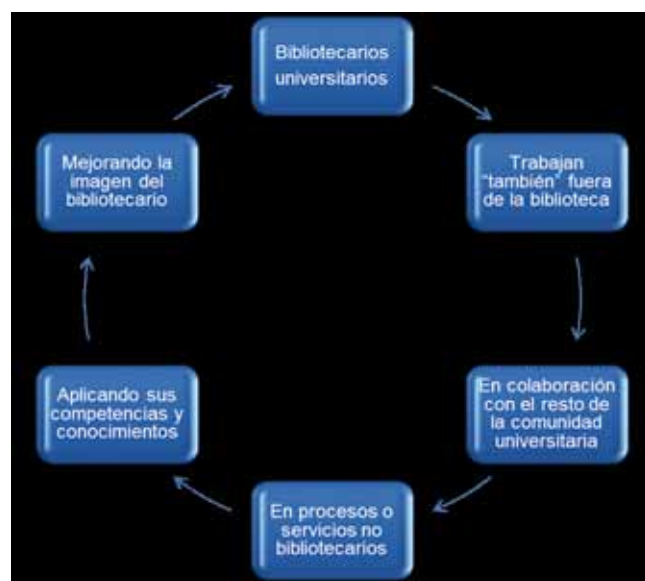 Bibliotecarios
universitarios
Trabajan
"también" fuera
de la biblioteca
En colaboración
con el resto de
la comunidad
universitaria
En procesos o
servicios no
bibliotecarios
Aplicando sus
competencias y
conocimientos
Mejorando la
imagen del
bibliotecario